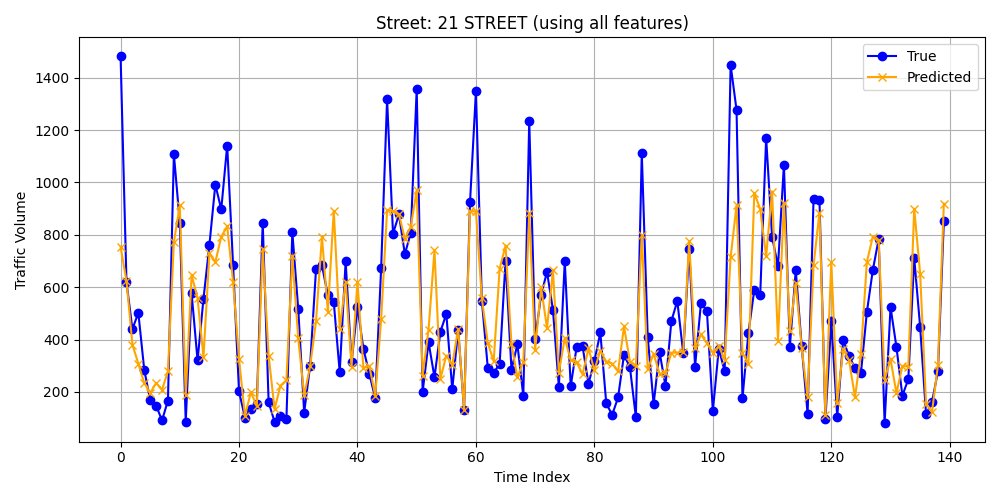 Street: 21 STREET (using all features)
True
Predicted
Traffic Volume
1400
1200
1000
800
600
400
200
0 20 40 60 80 100 120 140
Time Index